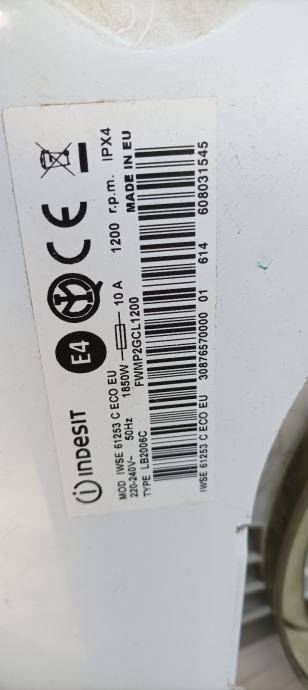 indesit
E4
CE
MOD IWSE 61253 C ECO EU
220-240V~ 50Hz 1850W 10 A 1200 r.p.m. IPX4
TYPE LB2006C FWMP2GCL1200 MADE IN EU
IWSE 61253 C ECO EU 30876570000 01 614 608031545